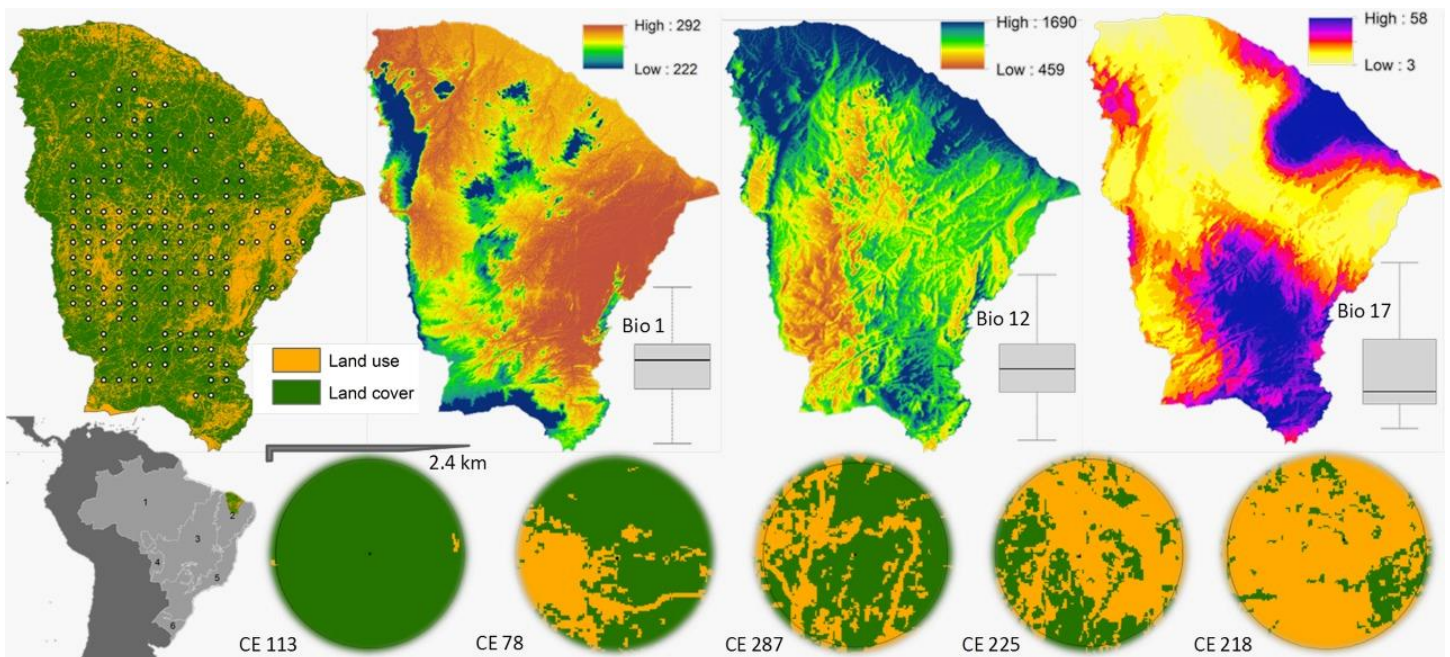 High : 292
Low : 222
High : 1690
Low : 459
High : 58
Low : 3
Bio 1
Bio 12
Bio 17
Land use
Land cover
2.4 km
1
2
3
4
5
6
CE 113
CE 78
CE 287
CE 225
CE 218